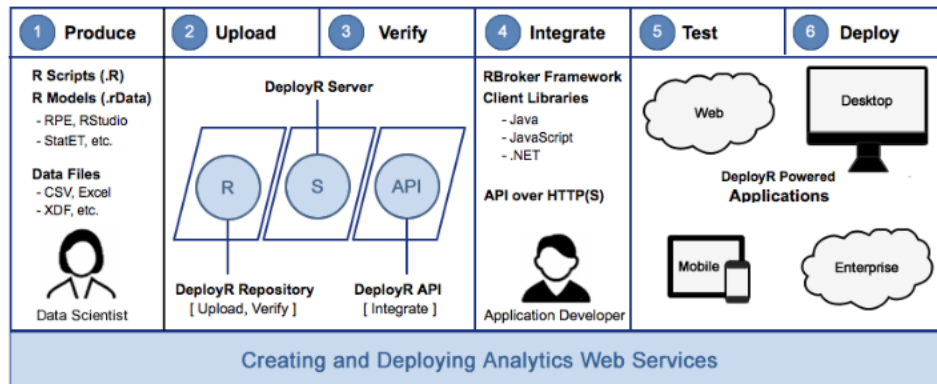 1 Produce
2 Upload
3 Verify
4 Integrate
5 Test
6 Deploy
R Scripts (.R)
R Models (.rData)
- RPE, RStudio
- StatET, etc.
Data Files
- CSV, Excel
- XDF, etc.
Data Scientist
DeployR Server
R
S
API
DeployR Repository
[ Upload, Verify ]
DeployR API
[ Integrate ]
RBroker Framework
Client Libraries
- Java
- JavaScript
- .NET
API over HTTP(S)
Application Developer
Web
Desktop
DeployR Powered
Applications
Mobile
Enterprise
Creating and Deploying Analytics Web Services